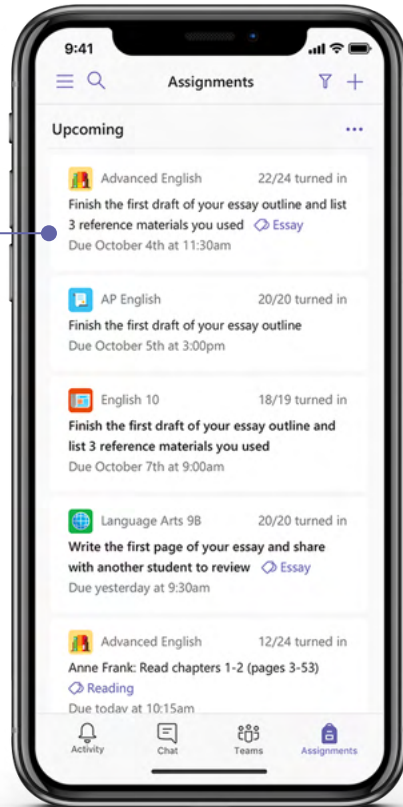 9:41
Assignments
Upcoming
Advanced English 22/24 turned in
Finish the first draft of your essay outline and list
3 reference materials you used Essay
Due October 4th at 11:30am
AP English 20/20 turned in
Finish the first draft of your essay outline
Due October 5th at 3:00pm
English 10 18/19 turned in
Finish the first draft of your essay outline and
list 3 reference materials you used
Due October 7th at 9:00am
Language Arts 9B 20/20 turned in
Write the first page of your essay and share
with another student to review Essay
Due yesterday at 9:30am
Advanced English 12/24 turned in
Anne Frank: Read chapters 1-2 (pages 3-53)
Reading
Due today at 10:15am
Activity Chat Teams Assignments